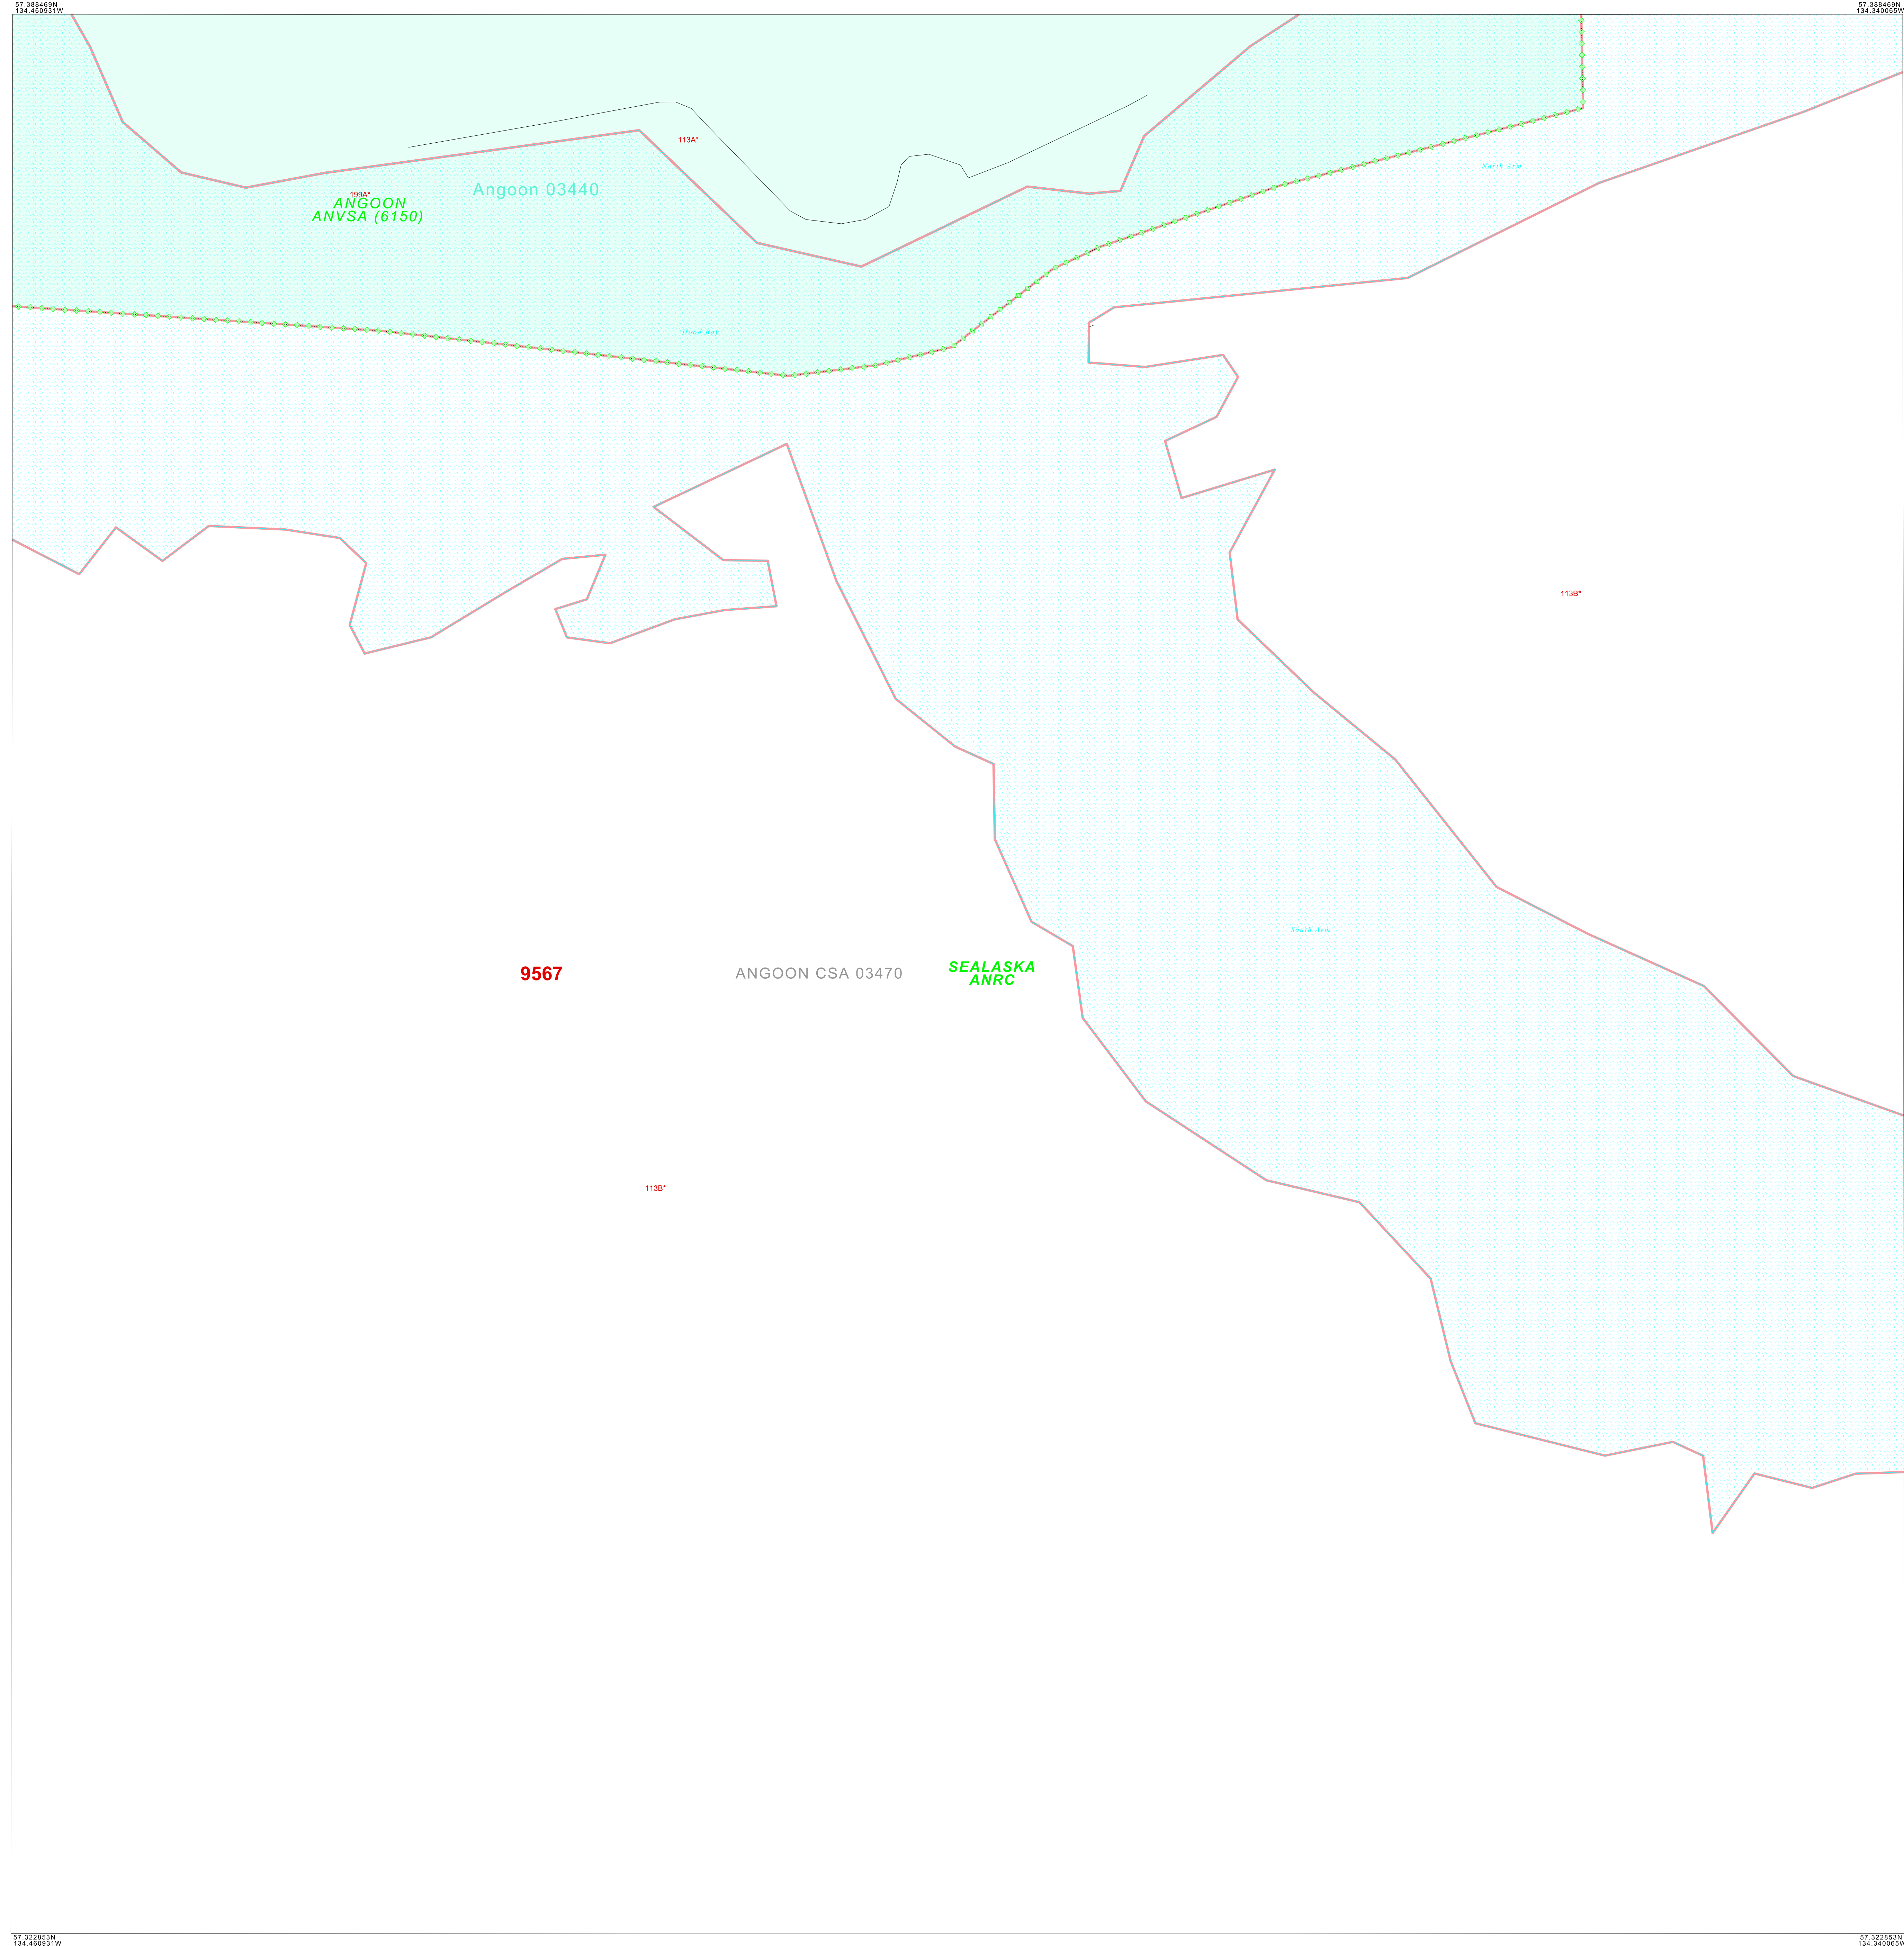 57.388469N
134.460931W
57.388469N
134.340065W
113A*
North Arm
199A*
Angoon 03440
ANGOON
ANVSA (6150)
Hood Bay
113B*
South Arm
9567
ANGOON CSA 03470
SEALASKA
ANRC
113B*
57.322853N
134.460931W
57.322853N
134.340065W